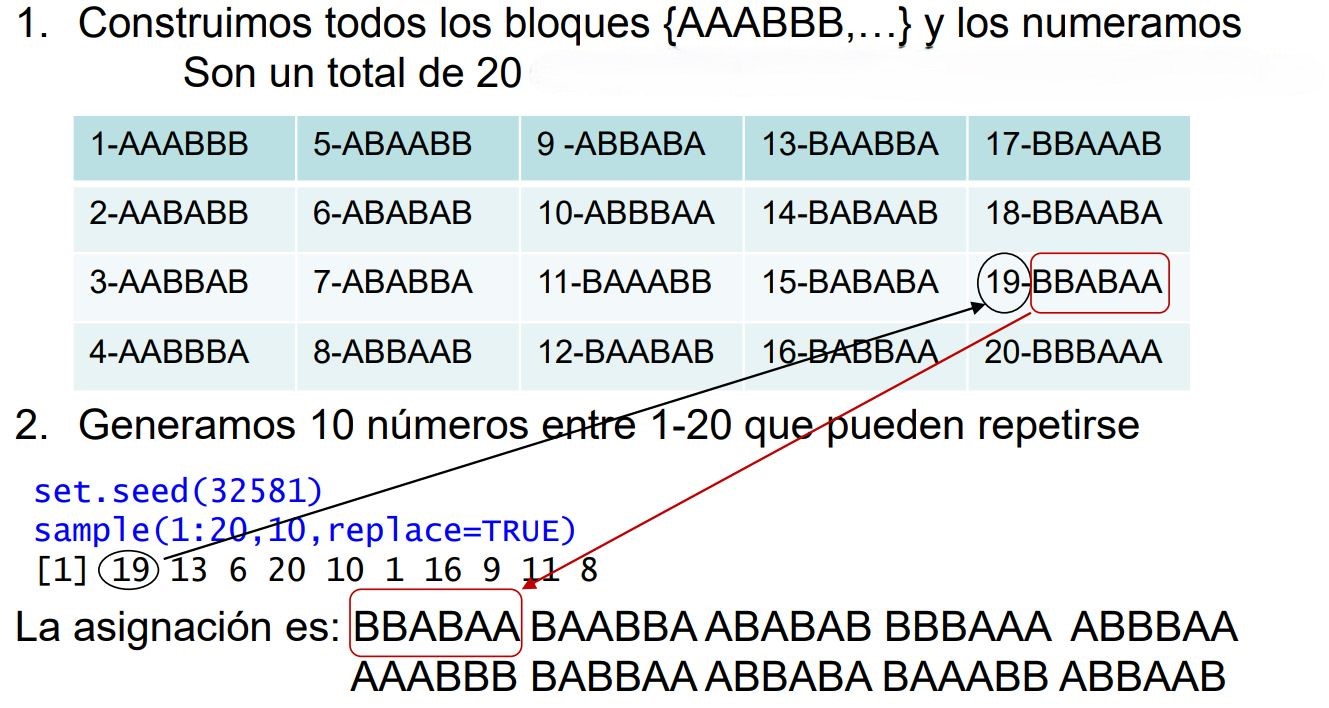 1. Construimos todos los bloques {AAABBB,...} y los numeramos
Son un total de 20
1-AAABBB 5-ABAABB 9 -ABBABA 13-BAABBA 17-BBAAAB
2-AABABB 6-ABABAB 10-ABBBAA 14-BABAAB 18-BBAABA
3-AABBAB 7-ABABBA 11-BAAABB 15-BABABA 19-BBABAA
4-AABBBA 8-ABBAAB 12-BAABAB 16-BABBAA 20-BBBAAA
2. Generamos 10 números entre 1-20 que pueden repetirse
set.seed(32581)
sample(1:20,10,replace=TRUE)
[1] 19 13 6 20 10 1 16 9 11 8
La asignación es: BBABAA BAABBA ABABAB BBBAAA ABBBAA
AAABBB BABBAA ABBABA BAAABB ABBAAB